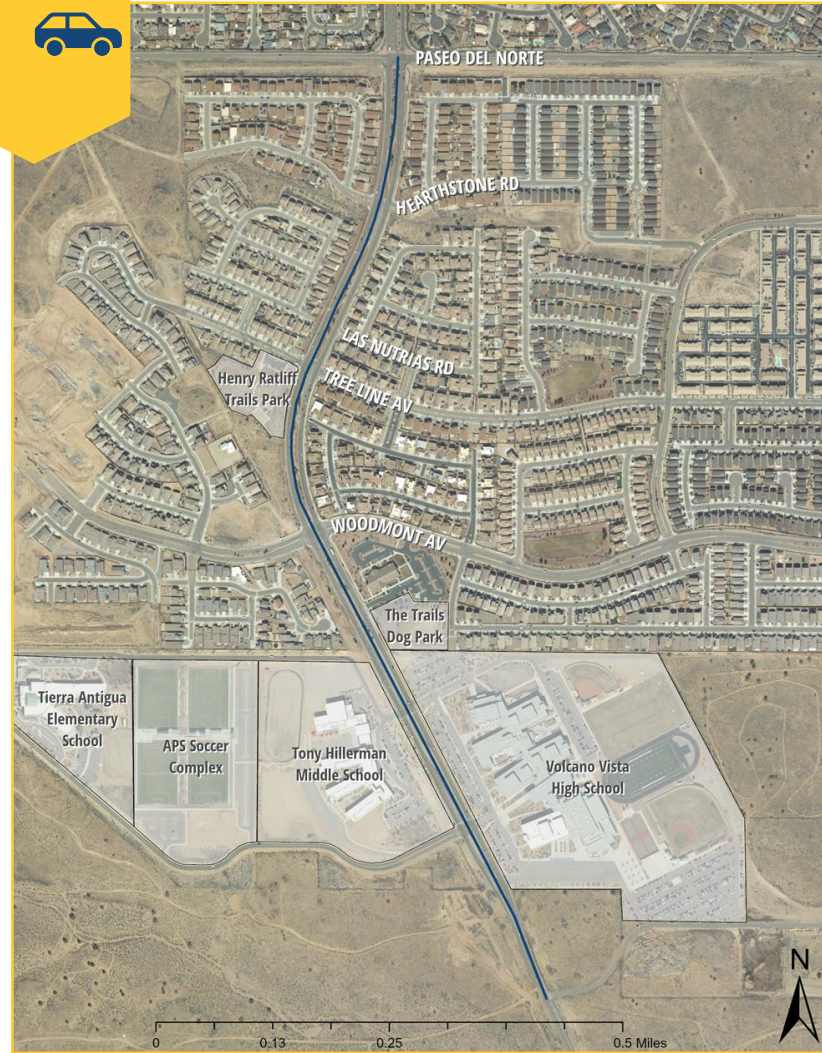 PASEO DEL NORTE
HEARTHSTONE RD
LAS NUTRIAS RD
Henry Ratliff
Trails Park
TREE LINE AV
WOODMONT AV
The Trails
Dog Park
Tierra Antigua
Elementary
School
APS Soccer
Complex
Tony Hillerman
Middle School
Volcano Vista
High School
N
0 0.13 0.25 0.5 Miles